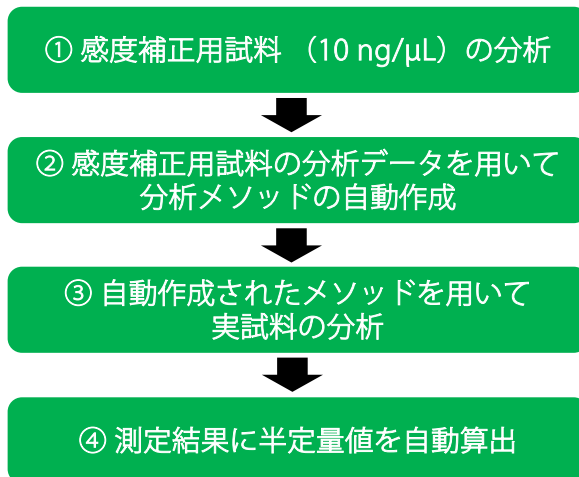 ① 感度補正用試料 （10 ng/μL）の分析
② 感度補正用試料の分析データを用いて
分析メソッドの自動作成
③ 自動作成されたメソッドを用いて
実試料の分析
④ 測定結果に半定量値を自動算出